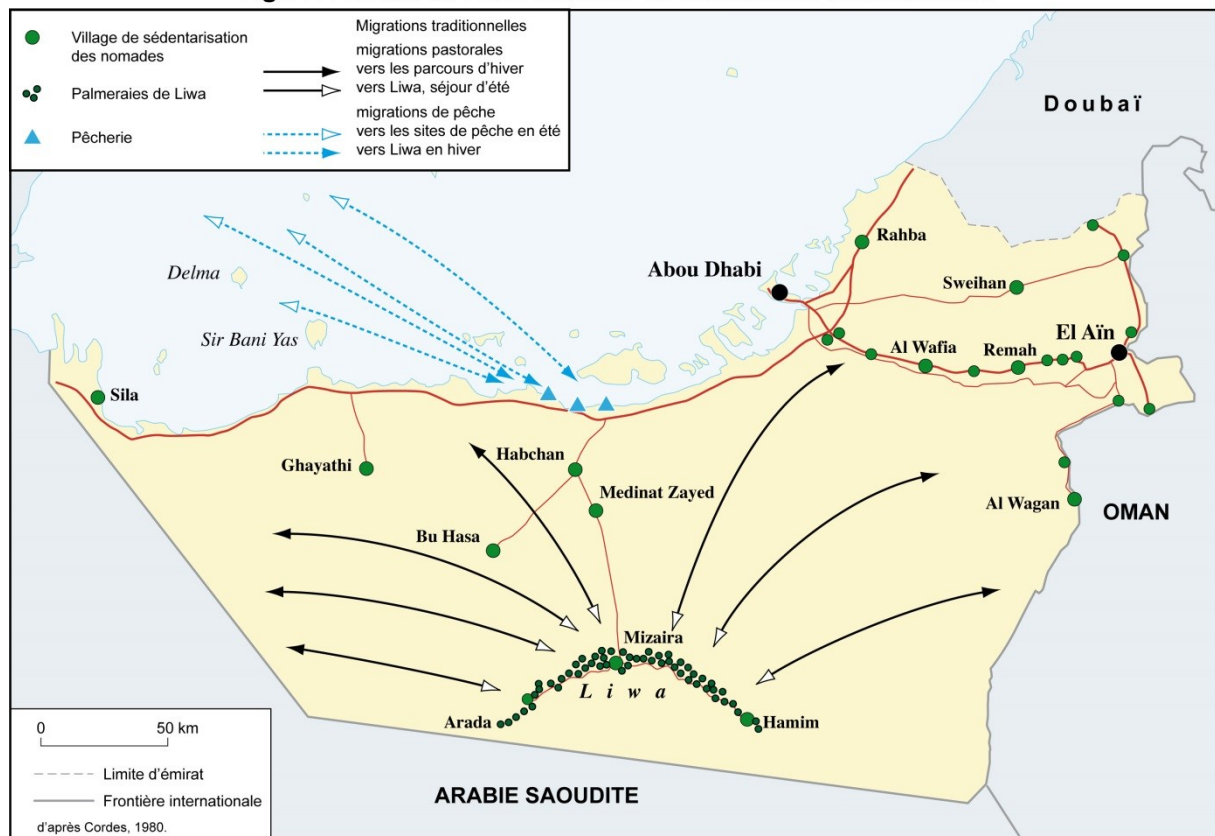 Village de sédentarisation
des nomades
Palmeraies de Liwa
Pêcherie
Migrations traditionnelles
migrations pastorales
vers les parcours d'hiver
vers Liwa, séjour d'été
migrations de pêche
vers les sites de pêche en été
vers Liwa en hiver
Doubaï
Rahba
Abou Dhabi
Delma
Sweihan
Sir Bani Yas
El Aïn
Al Wafia
Remah
Sila
Habchan
Ghayathi
Medinat Zayed
Al Wagan
OMAN
Bu Hasa
Mizaira
Liwa
Arada
Hamim
0 50 km
Limite d'émirat
Frontière internationale
d'après Cordes, 1980.
ARABIE SAOUDITE